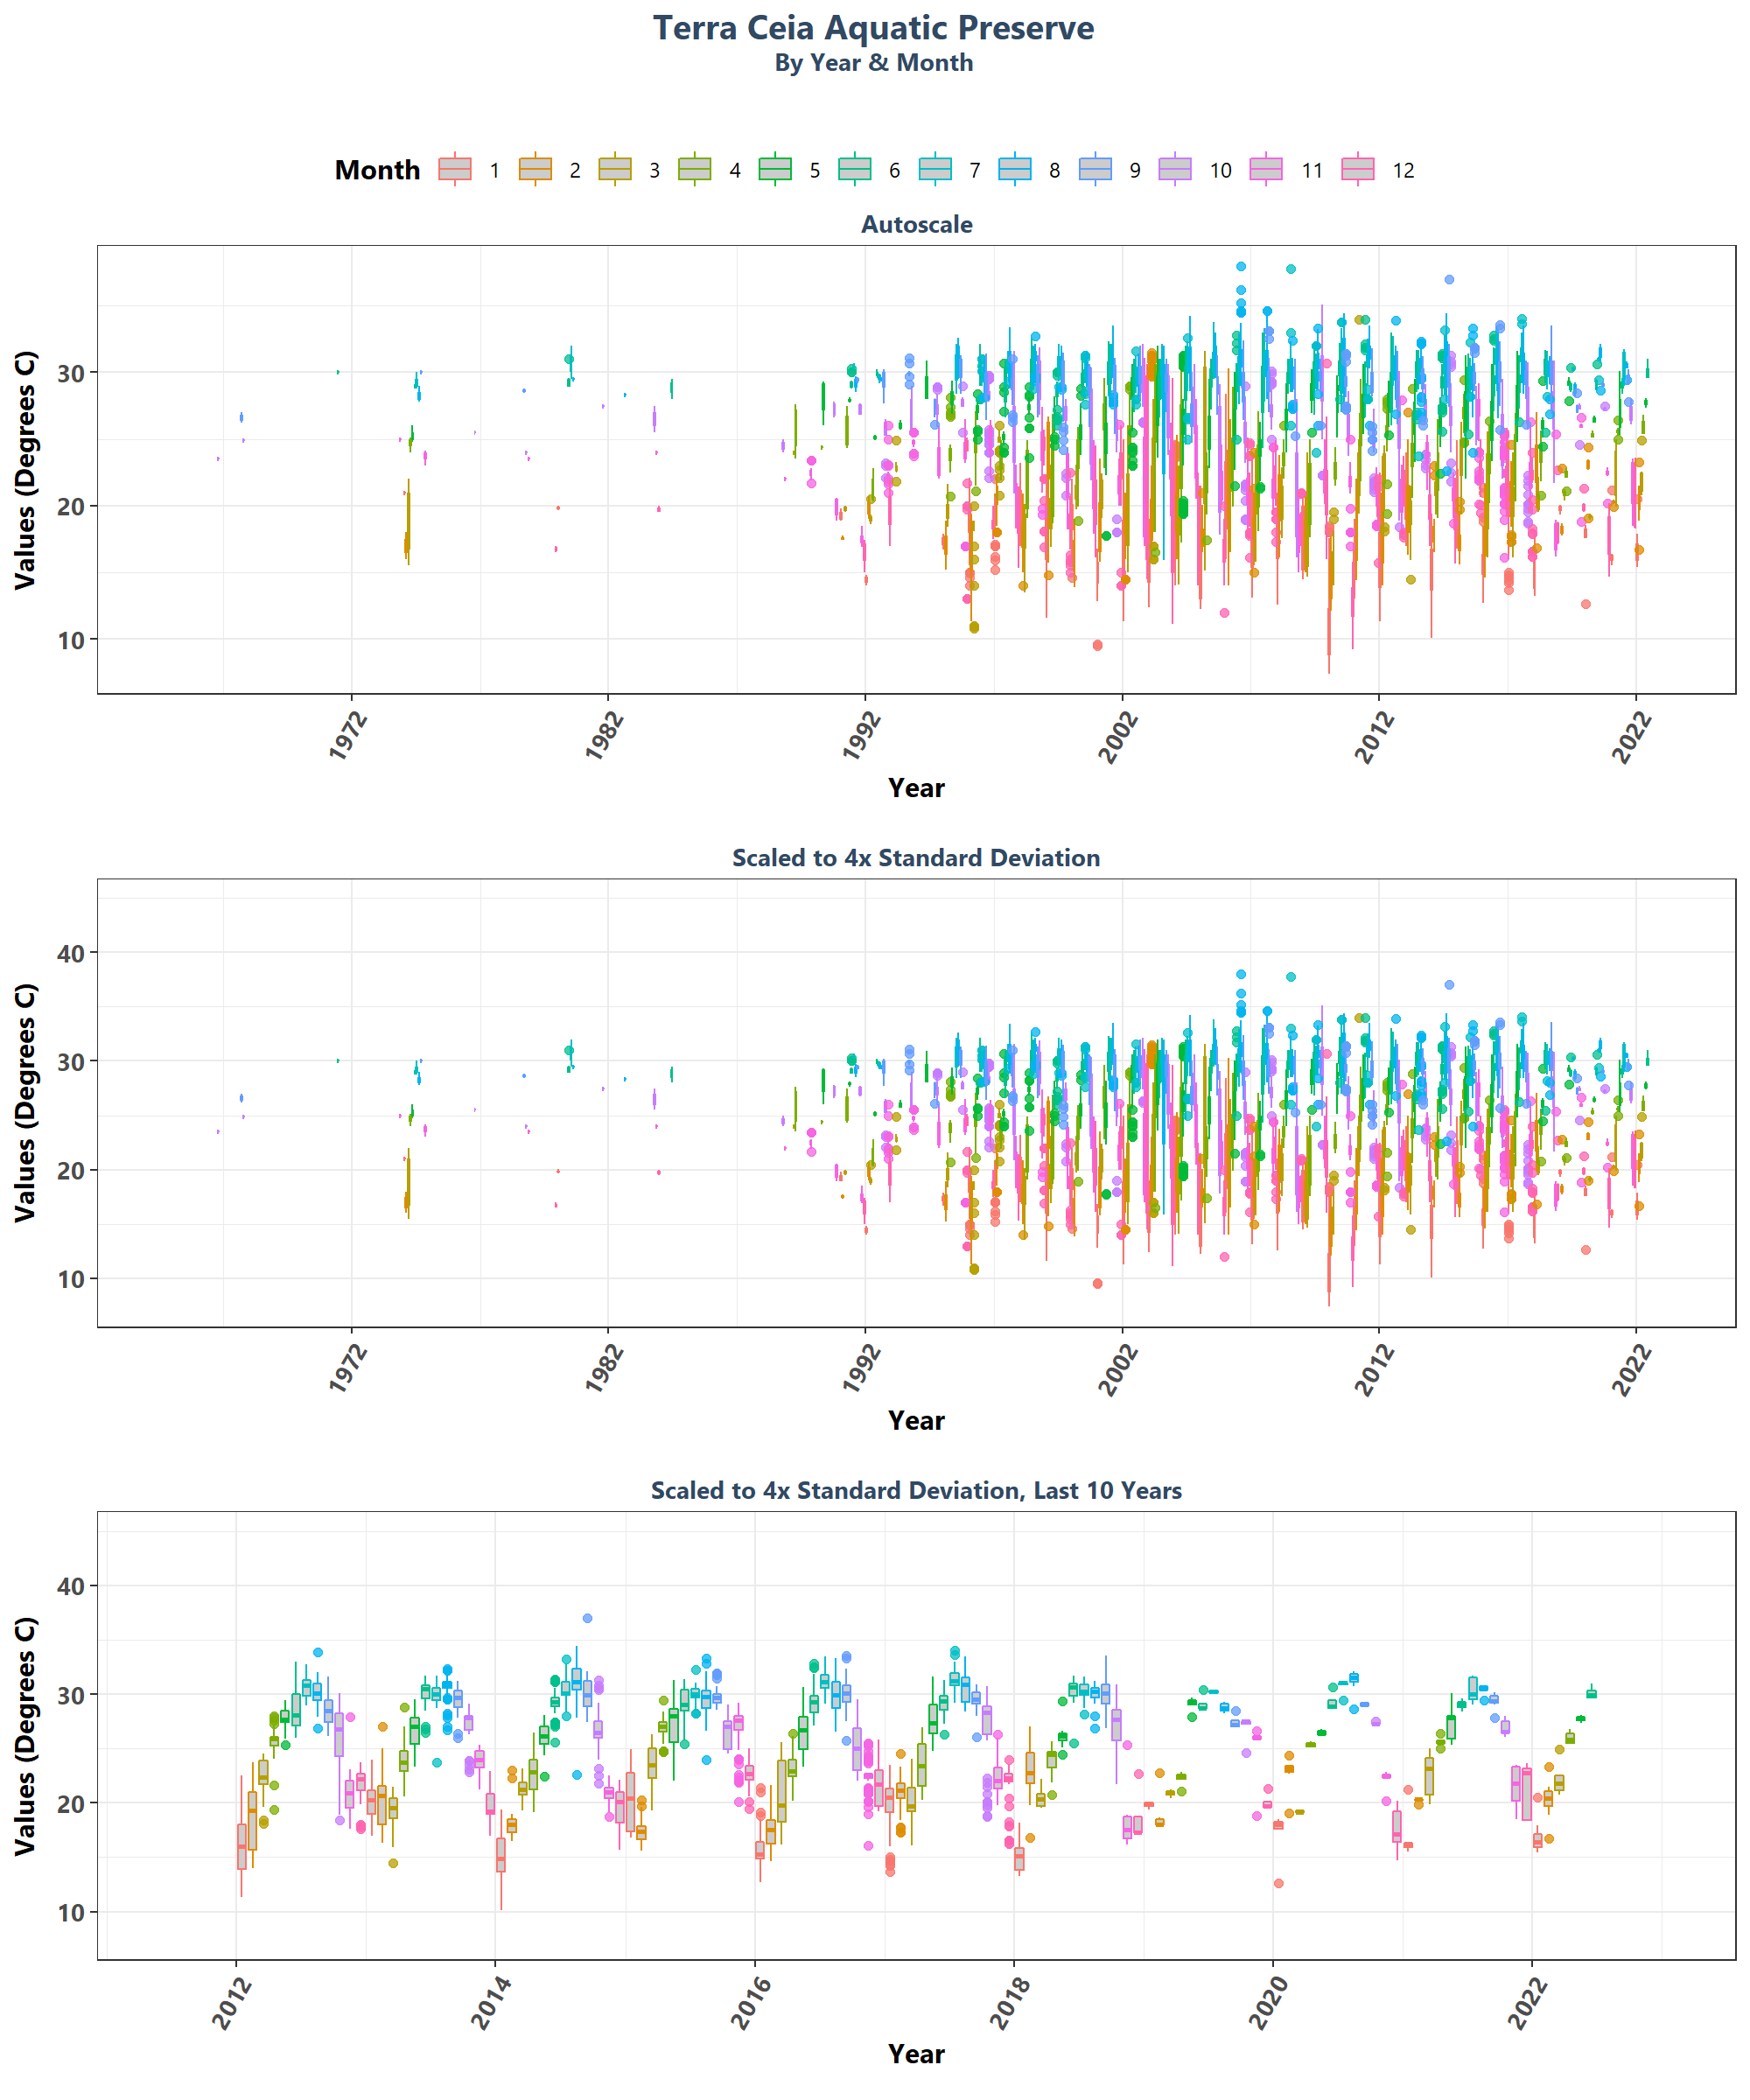 Terra Ceia Aquatic Preserve
By Year & Month
Month 1 2 3 4 5 6 7 8 9 10 11 12
Autoscale
Values (Degrees C)
30
20
10
1972 1982 1992 2002 2012 2022
Year
Scaled to 4x Standard Deviation
Values (Degrees C)
40
30
20
10
1972 1982 1992 2002 2012 2022
Year
Scaled to 4x Standard Deviation, Last 10 Years
Values (Degrees C)
40
30
20
10
2012 2014 2016 2018 2020 2022
Year